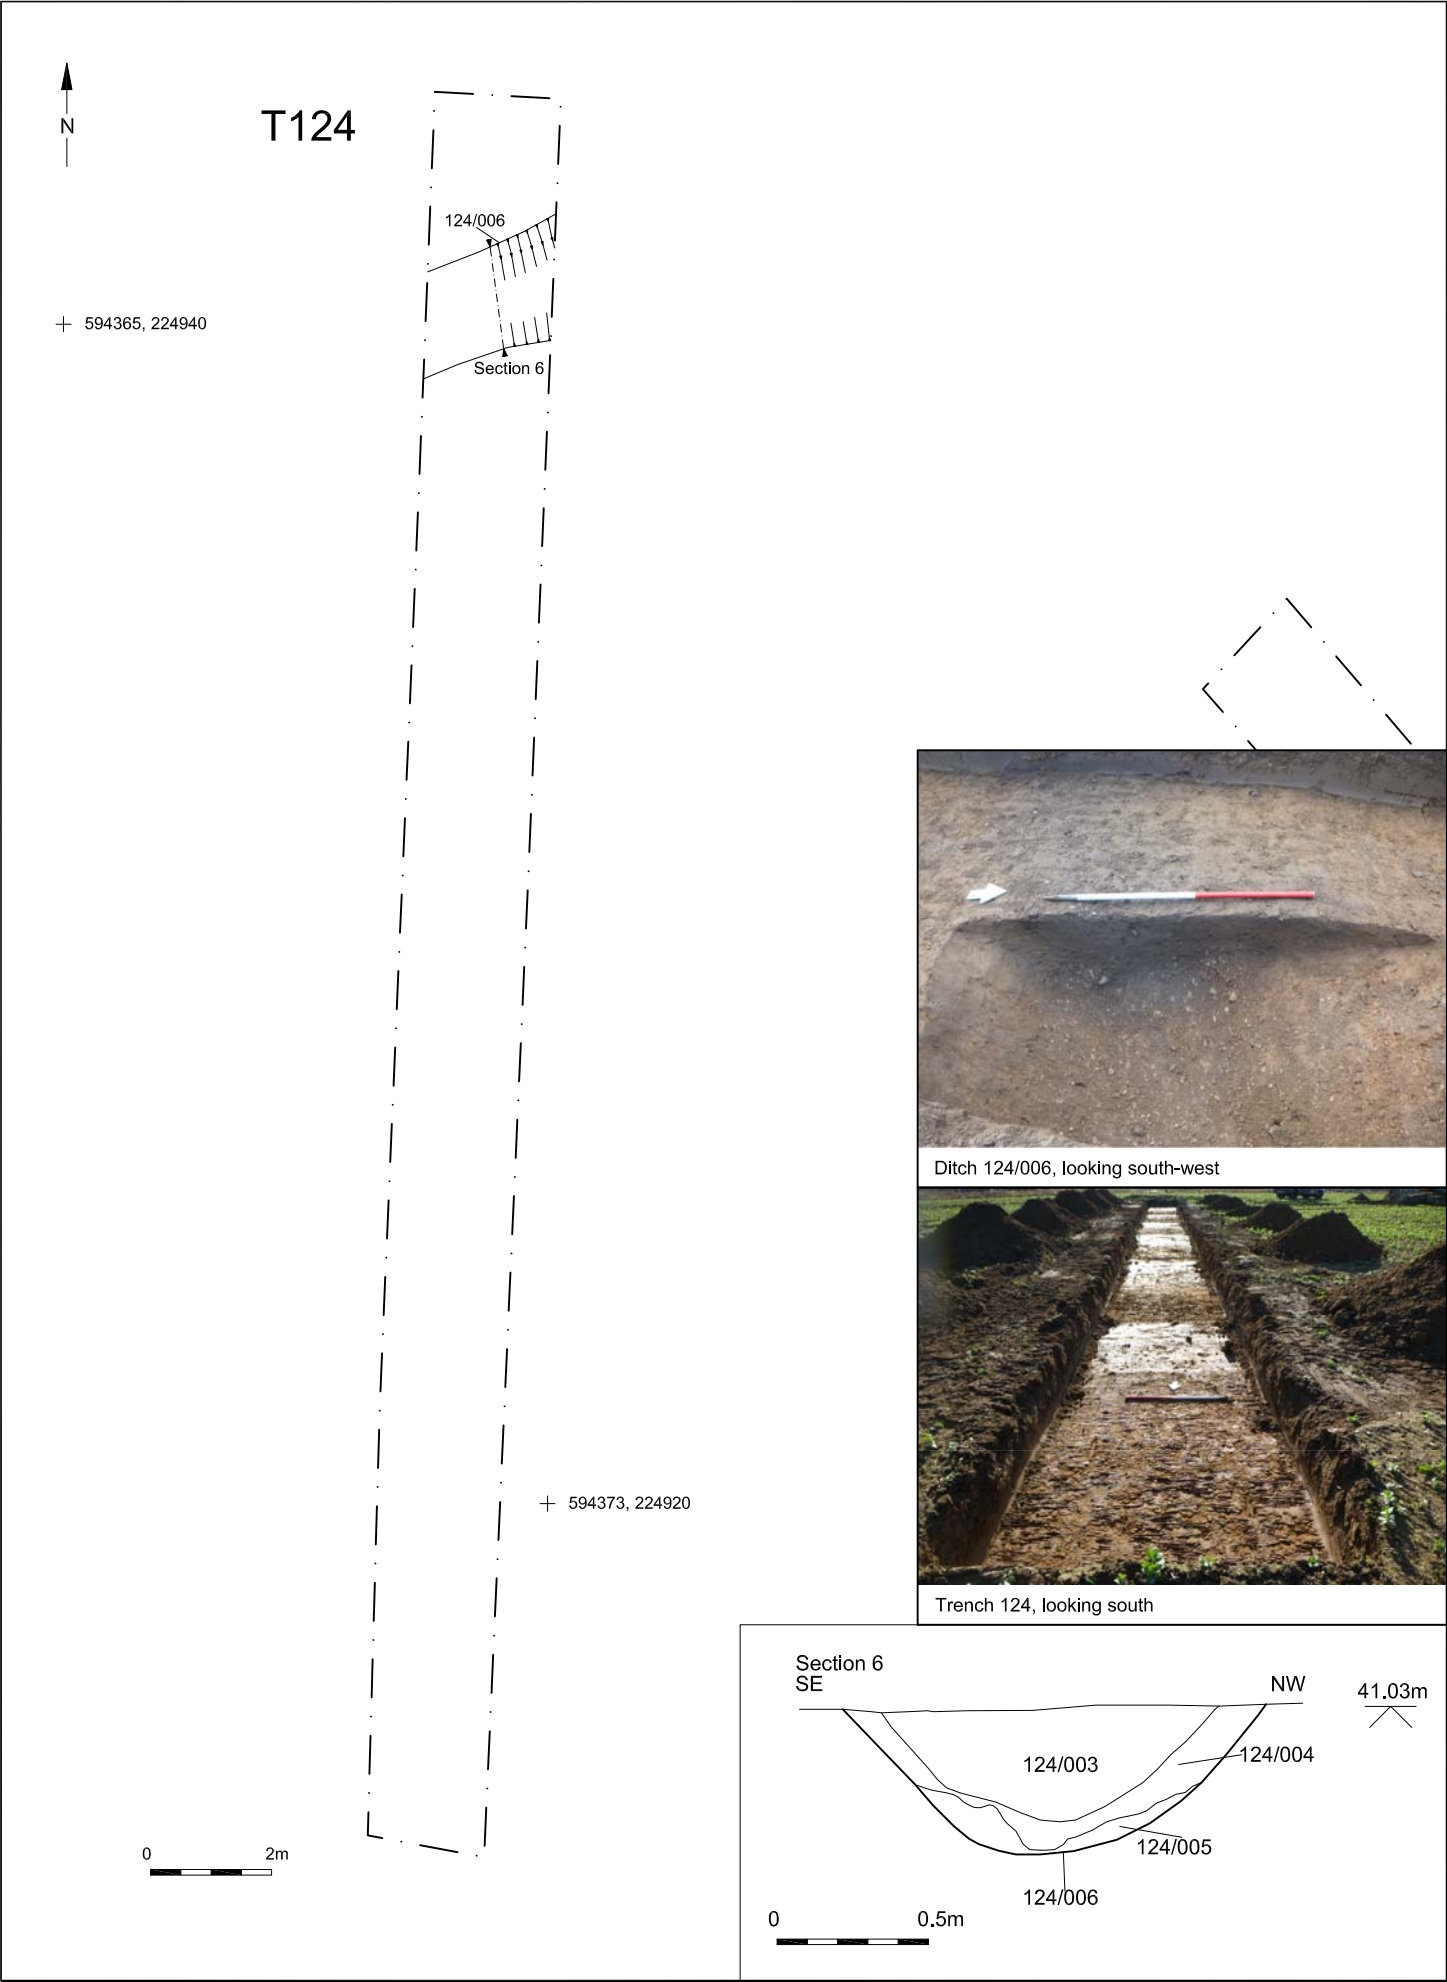 N
T124
124/006
594365, 224940
Section 6
Ditch 124/006, looking south-west
594373, 224920
Trench 124, looking south
Section 6
SE
NW
41.03m
124/003
124/004
124/005
124/006
0 2m
0 0.5m